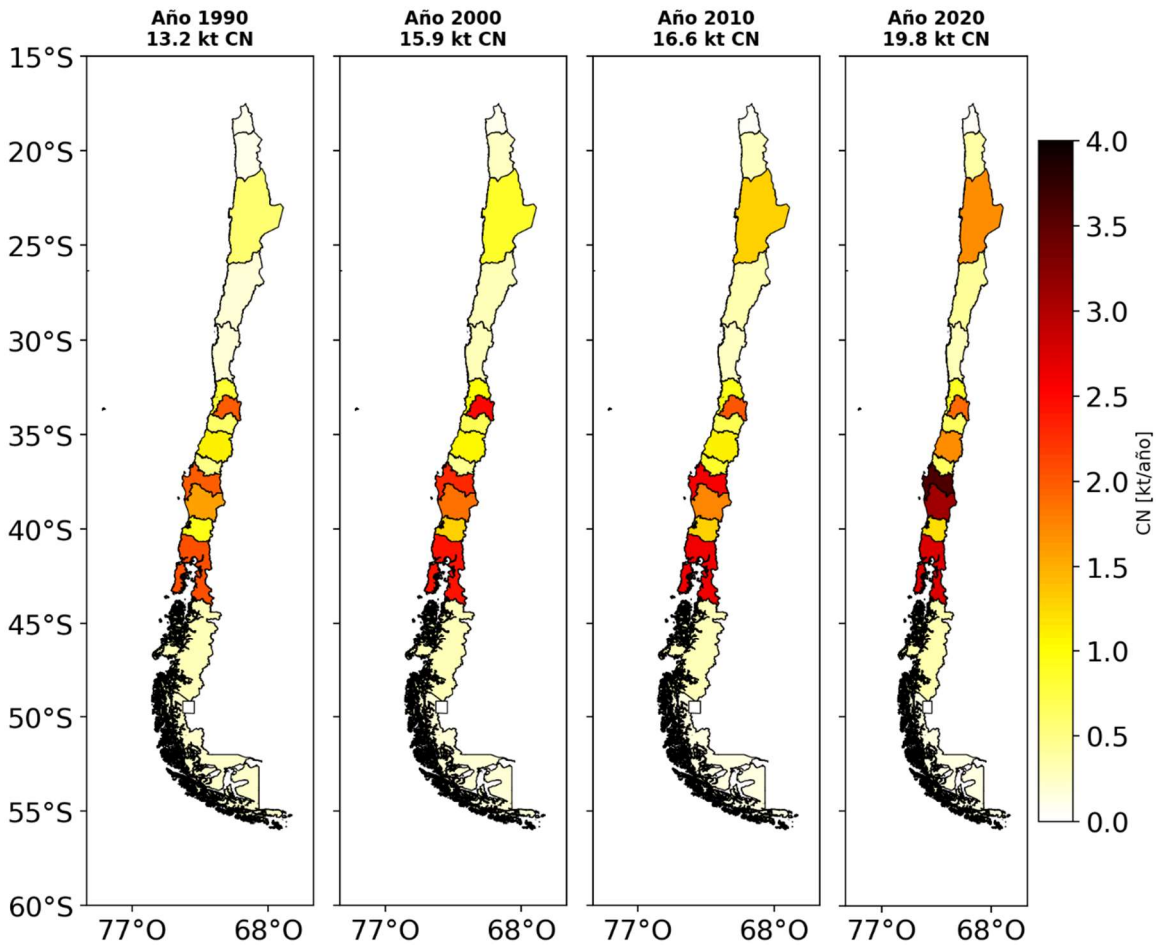 Año 1990
13.2 kt CN
Año 2000
15.9 kt CN
Año 2010
16.6 kt CN
Año 2020
19.8 kt CN
15°S
20°S
25°S
30°S
35°S
40°S
45°S
50°S
55°S
60°S
77°O 68°O
77°O 68°O
77°O 68°O
77°O 68°O
4.0
3.5
3.0
2.5
2.0
1.5
1.0
0.5
0.0
CN [kt/año]